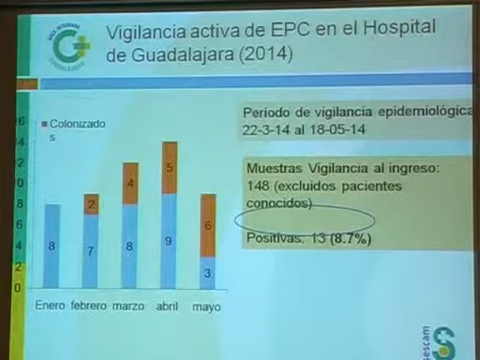 Vigilancia activa de EPC en el Hospital
de Guadalajara (2014)
Periodo de vigilancia epidemiológica
22-3-14 al 18-05-14
Muestras Vigilancia al ingreso:
148 (excluidos pacientes
conocidos)
Positivas: 13 (8.7%)
Colonizado
s
6
4
2
0
8
6
4
2
0
8
7
2
8
4
9
5
3
6
Enero febrero marzo abril mayo
sescam